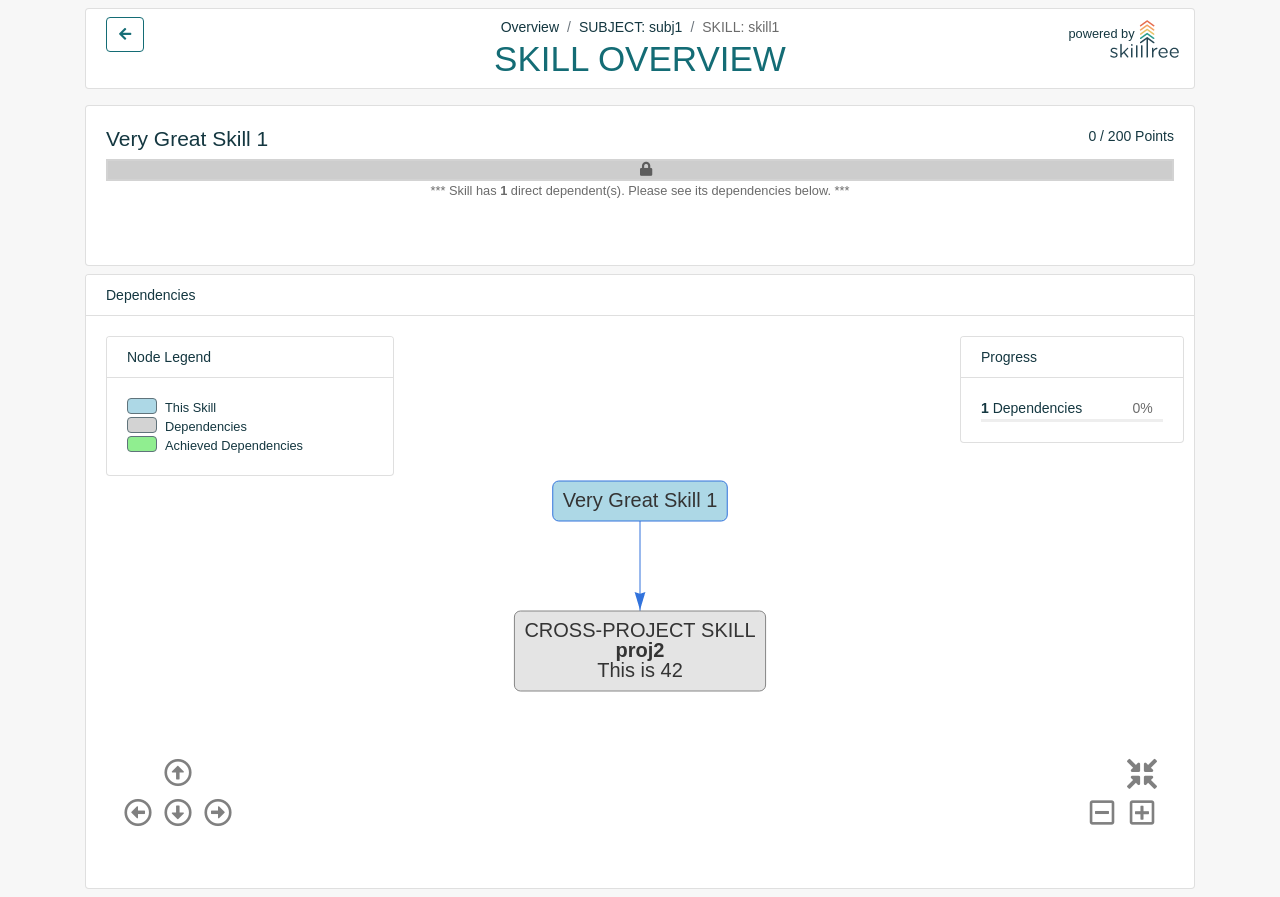 Overview / SUBJECT: subj1 / SKILL: skill1
SKILL OVERVIEW
powered by
skilltree
Very Great Skill 1
0 / 200 Points
*** Skill has 1 direct dependent(s). Please see its dependencies below. ***
Dependencies
Node Legend
This Skill
Dependencies
Achieved Dependencies
Progress
1 Dependencies 0%
Very Great Skill 1
CROSS-PROJECT SKILL
proj2
This is 42